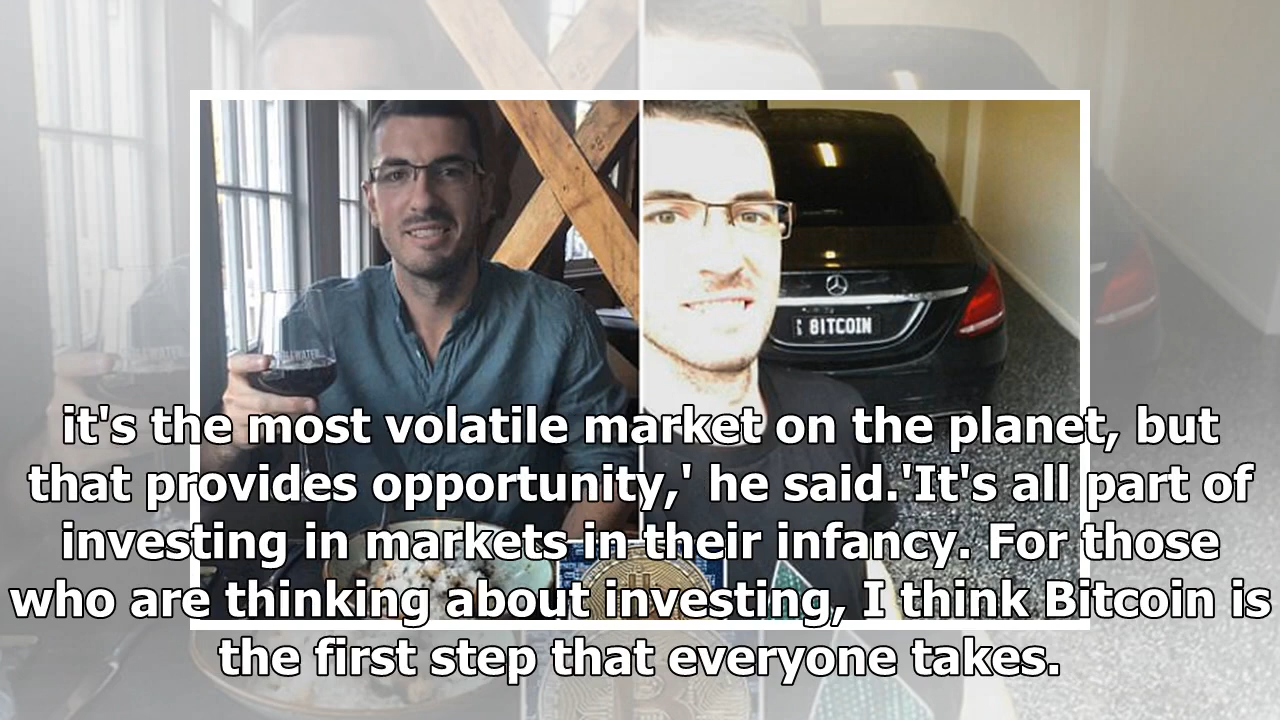 8ITCOIN
it's the most volatile market on the planet, but
that provides opportunity,' he said.'It's all part of
investing in markets in their infancy. For those
who are thinking about investing, I think Bitcoin is
the first step that everyone takes.